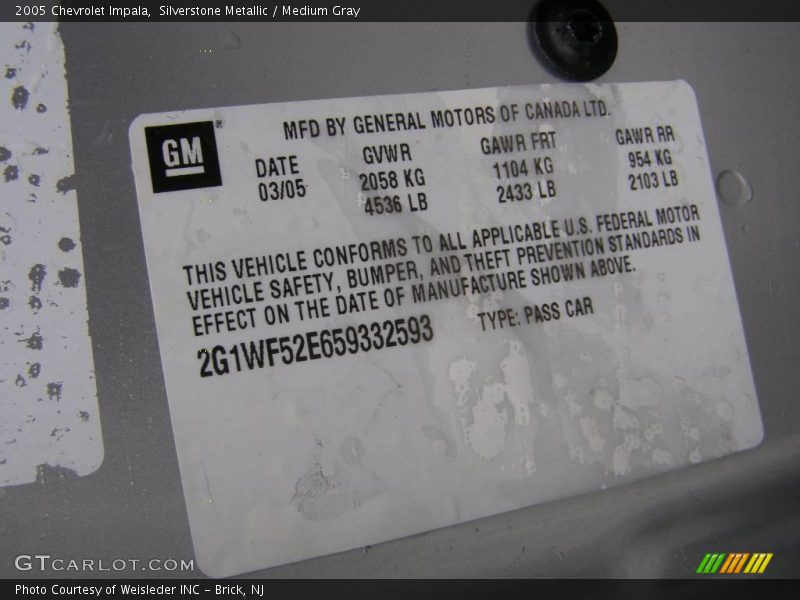 2005 Chevrolet Impala,  Silverstone Metallic / Medium Gray
GM
MFD BY GENERAL MOTORS OF CANADA LTD.
DATE GVWR GAWR FRT GAWR RR
03/05 2058 KG 1104 KG 954 KG
4536 LB 2433 LB 2103 LB
THIS VEHICLE CONFORMS TO ALL APPLICABLE U.S. FEDERAL MOTOR
VEHICLE SAFETY, BUMPER, AND THEFT PREVENTION STANDARDS IN
EFFECT ON THE DATE OF MANUFACTURE SHOWN ABOVE.
2G1WF52E659332593 TYPE: PASS CAR
GTCARLOT.COM
Photo Courtesy of Weisleder INC - Brick, NJ